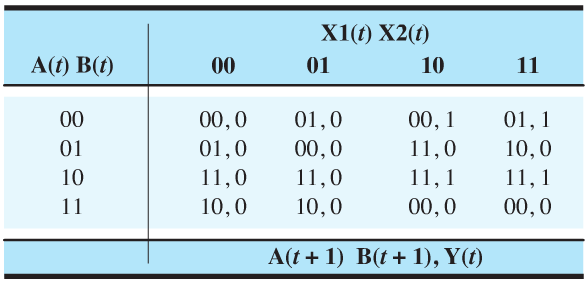 X1(t) X2(t)
A(t) B(t) 00 01 10 11
00 00, 0 01, 0 00, 1 01, 1
01 01, 0 00, 0 11, 0 10, 0
10 11, 0 11, 0 11, 1 11, 1
11 10, 0 10, 0 00, 0 00, 0
A(t + 1) B(t + 1), Y(t)